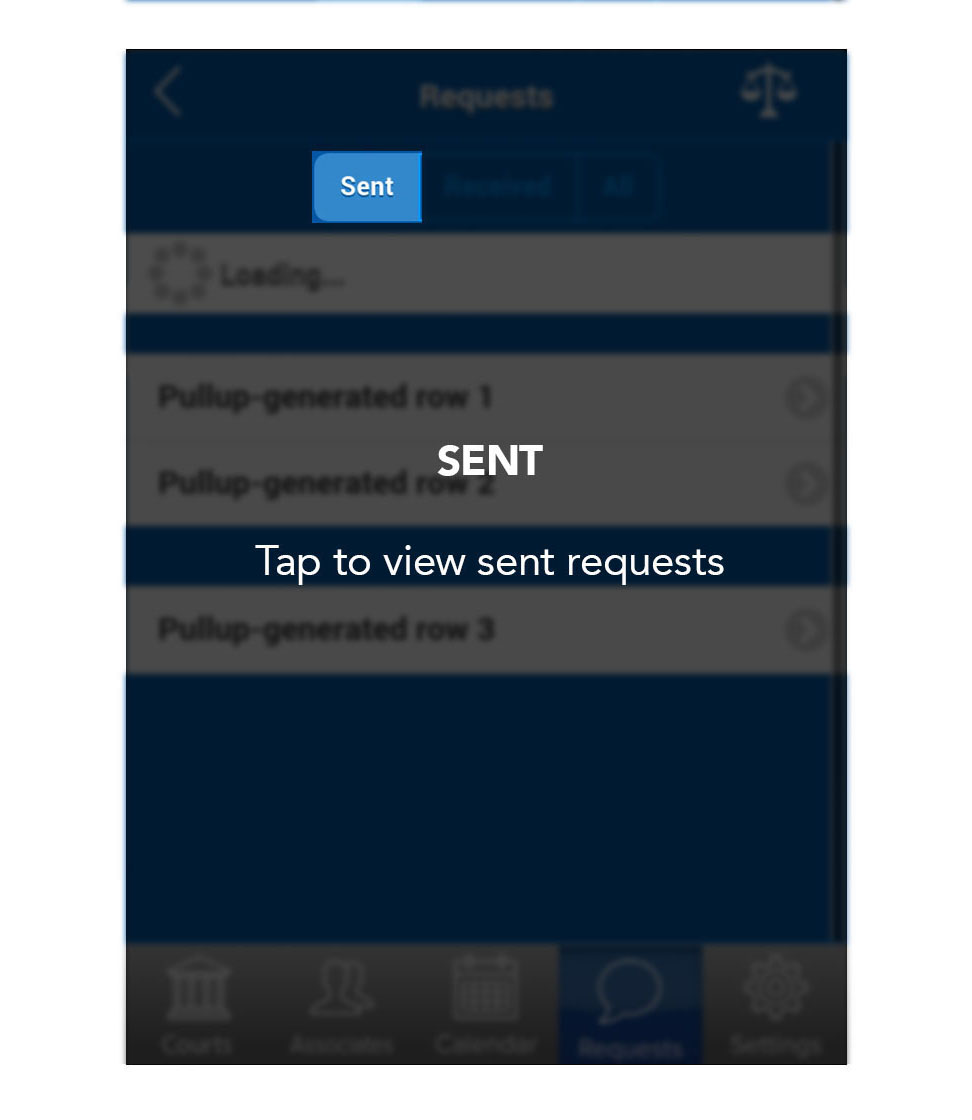 Requests
Sent Received All
Loading...
Pullup-generated row 1
SENT
Pullup-generated row 2
Tap to view sent requests
Pullup-generated row 3
Courts Associates Calendar Requests Settings